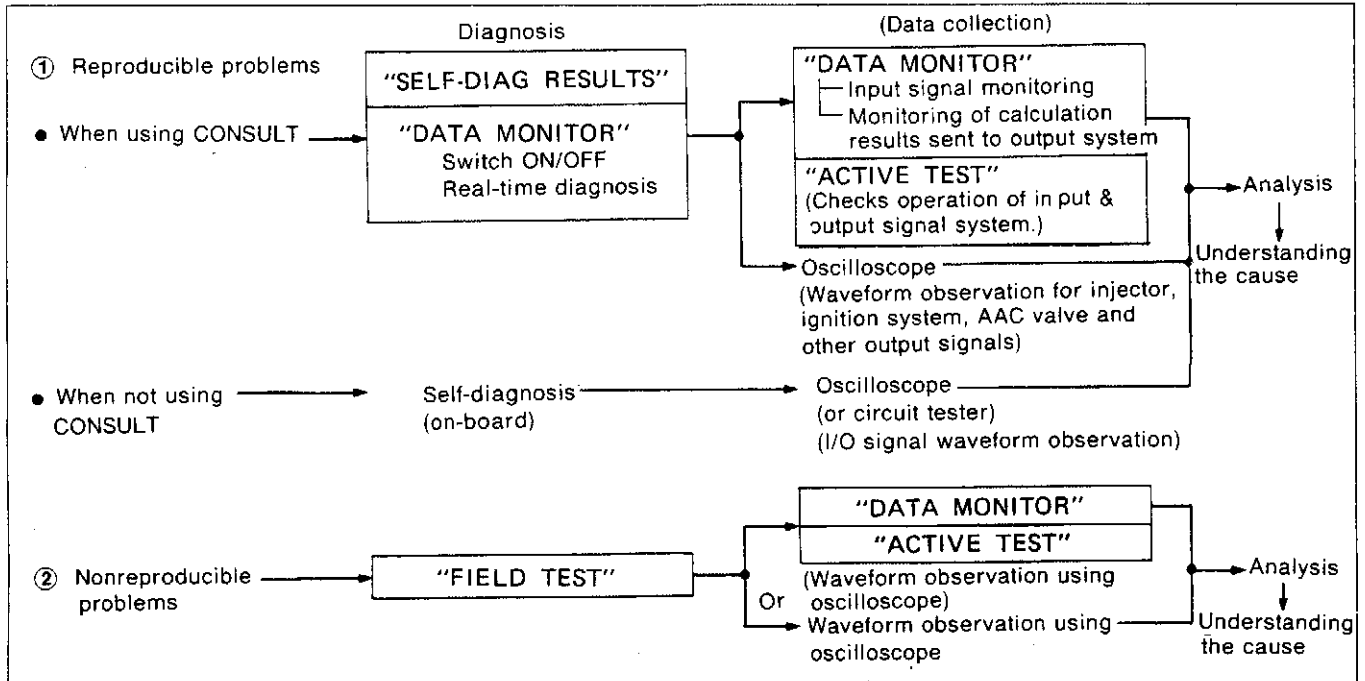 Diagnosis
(Data collection)
① Reproducible problems
● When using CONSULT
"SELF-DIAG RESULTS"
"DATA MONITOR"
Switch ON/OFF
Real-time diagnosis
"DATA MONITOR"
Input signal monitoring
Monitoring of calculation
results sent to output system
"ACTIVE TEST"
(Checks operation of input &
output signal system.)
Oscilloscope
(Waveform observation for injector,
ignition system, AAC valve and
other output signals)
Analysis
Understanding
the cause
● When not using
CONSULT
Self-diagnosis
(on-board)
Oscilloscope
(or circuit tester)
(I/O signal waveform observation)
② Nonreproducible
problems
"FIELD TEST"
"DATA MONITOR"
"ACTIVE TEST"
(Waveform observation using
oscilloscope)
Or
Waveform observation using
oscilloscope
Analysis
Understanding
the cause